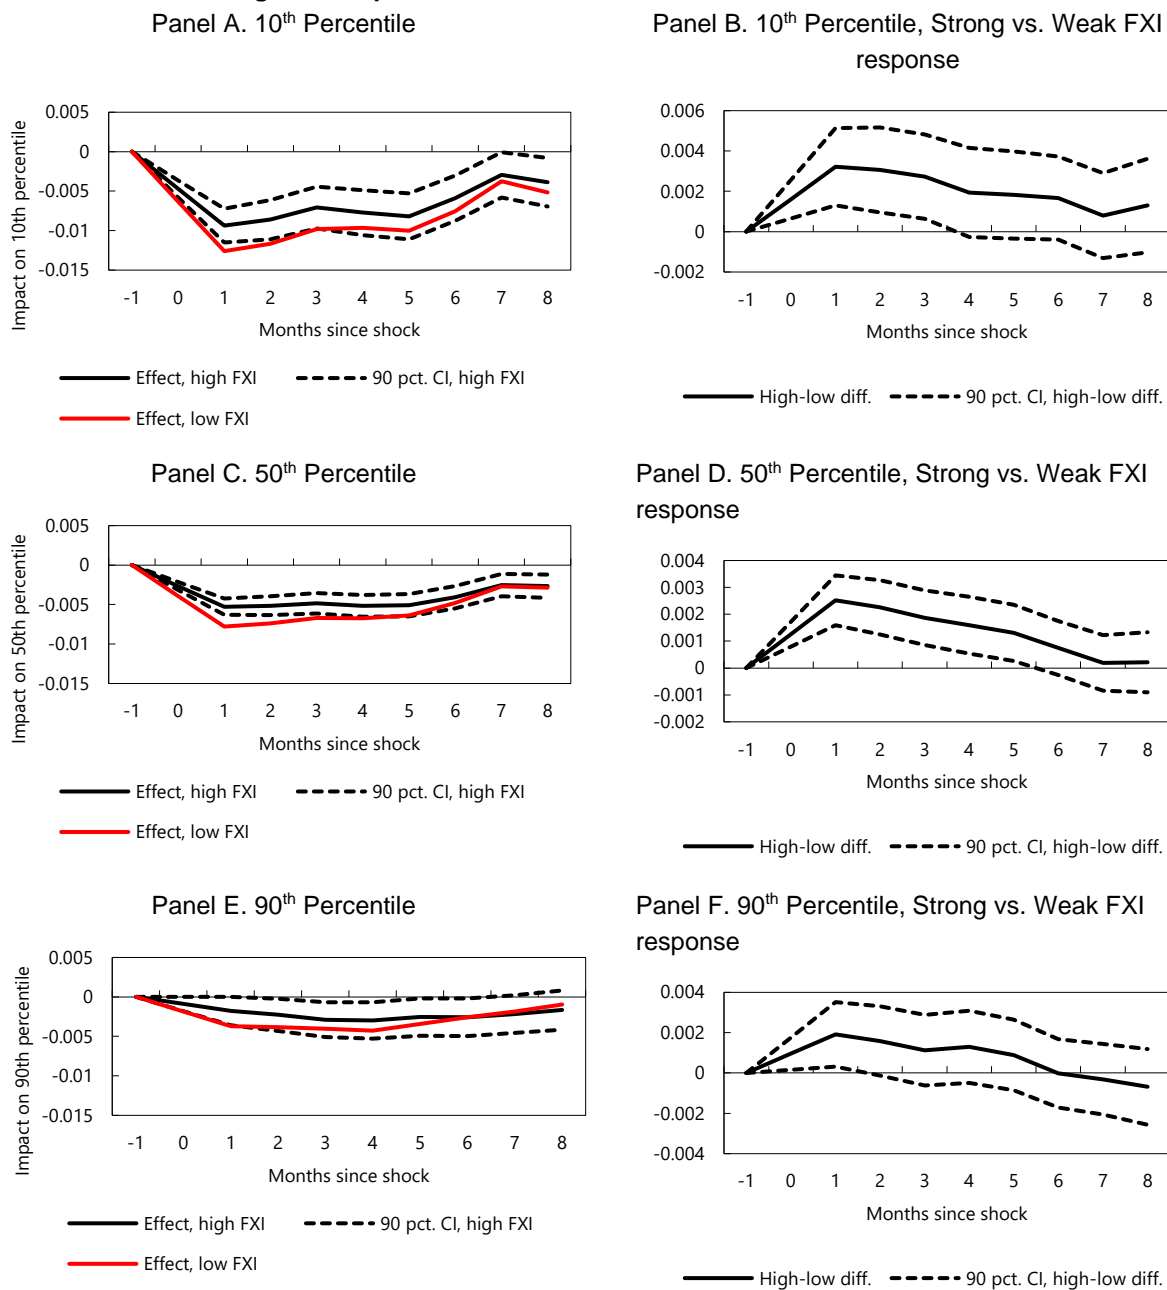 Panel A. 10th Percentile
Panel B. 10th Percentile, Strong vs. Weak FXI
response
Impact on 10th percentile
0.005
0
-0.005
-0.01
-0.015
-1 0 1 2 3 4 5 6 7 8
Months since shock
Effect, high FXI
90 pct. CI, high FXI
Effect, low FXI
0.006
0.004
0.002
0
-0.002
-1 0 1 2 3 4 5 6 7 8
Months since shock
High-low diff.
90 pct. CI, high-low diff.
Panel C. 50th Percentile
Panel D. 50th Percentile, Strong vs. Weak FXI
response
Impact on 50th percentile
0.005
0
-0.005
-0.01
-0.015
-1 0 1 2 3 4 5 6 7 8
Months since shock
Effect, high FXI
90 pct. CI, high FXI
Effect, low FXI
0.004
0.003
0.002
0.001
0
-0.001
-0.002
-1 0 1 2 3 4 5 6 7 8
Months since shock
High-low diff.
90 pct. CI, high-low diff.
Panel E. 90th Percentile
Panel F. 90th Percentile, Strong vs. Weak FXI
response
Impact on 90th percentile
0.005
0
-0.005
-0.01
-0.015
-1 0 1 2 3 4 5 6 7 8
Months since shock
Effect, high FXI
90 pct. CI, high FXI
Effect, low FXI
0.004
0.002
0
-0.002
-0.004
-1 0 1 2 3 4 5 6 7 8
Months since shock
High-low diff.
90 pct. CI, high-low diff.